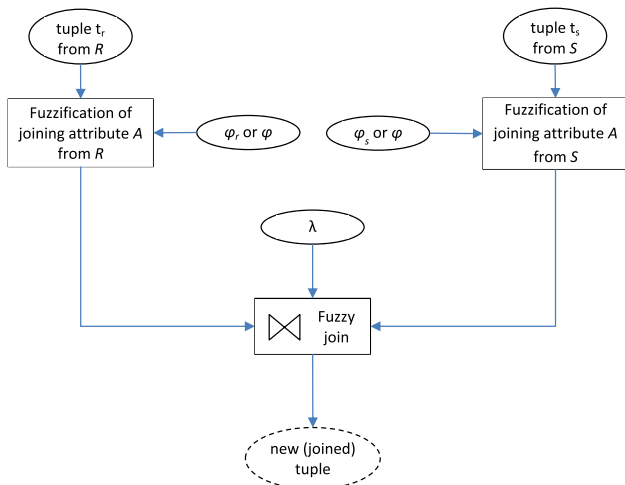 tuple tᵣ
from R
tuple tₛ
from S
Fuzzification of
joining attribute A
from R
φᵣ or φ
φₛ or φ
Fuzzification of
joining attribute A
from S
λ
Fuzzy
join
new (joined)
tuple